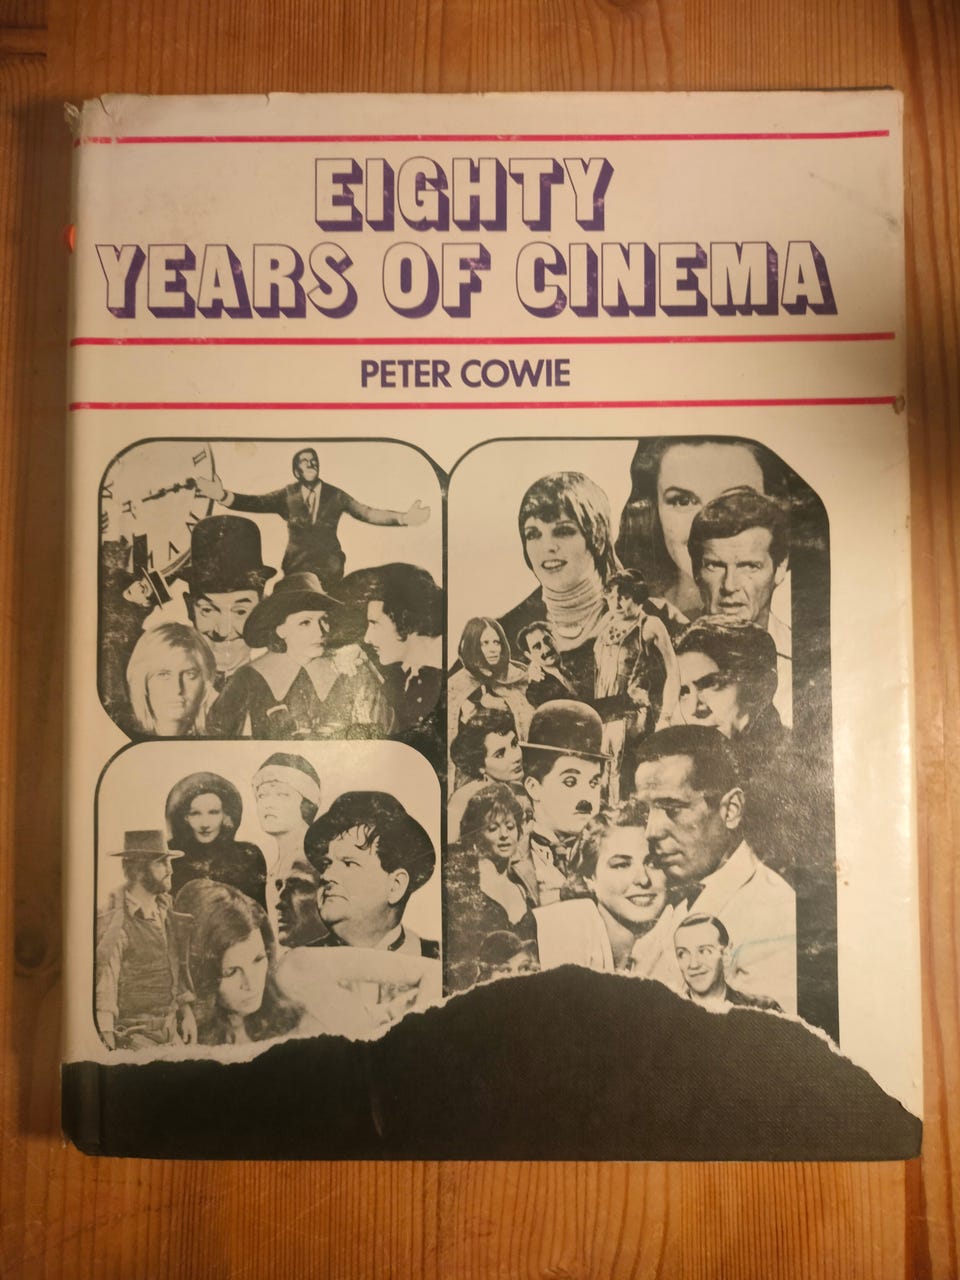 EIGHTY
YEARS OF CINEMA
PETER COWIE